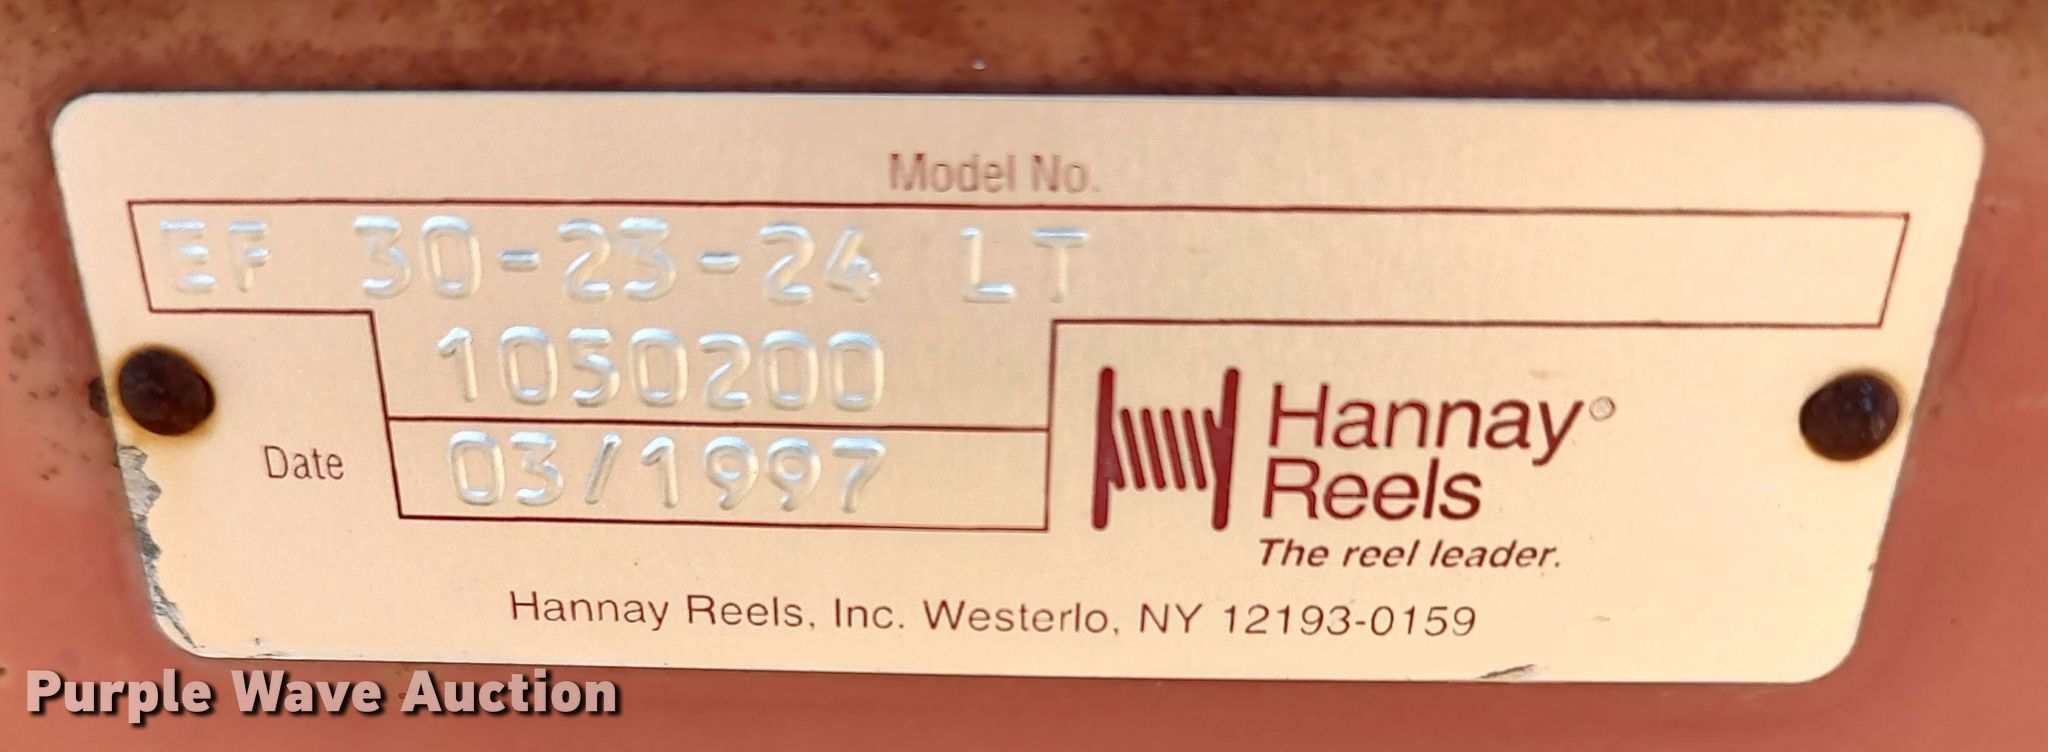 Model No.
EF 30-23-24 LT
1030200
Date 03/1997
Hannay®
Reels
The reel leader.
Hannay Reels, Inc. Westerlo, NY 12193-0159
Purple Wave Auction